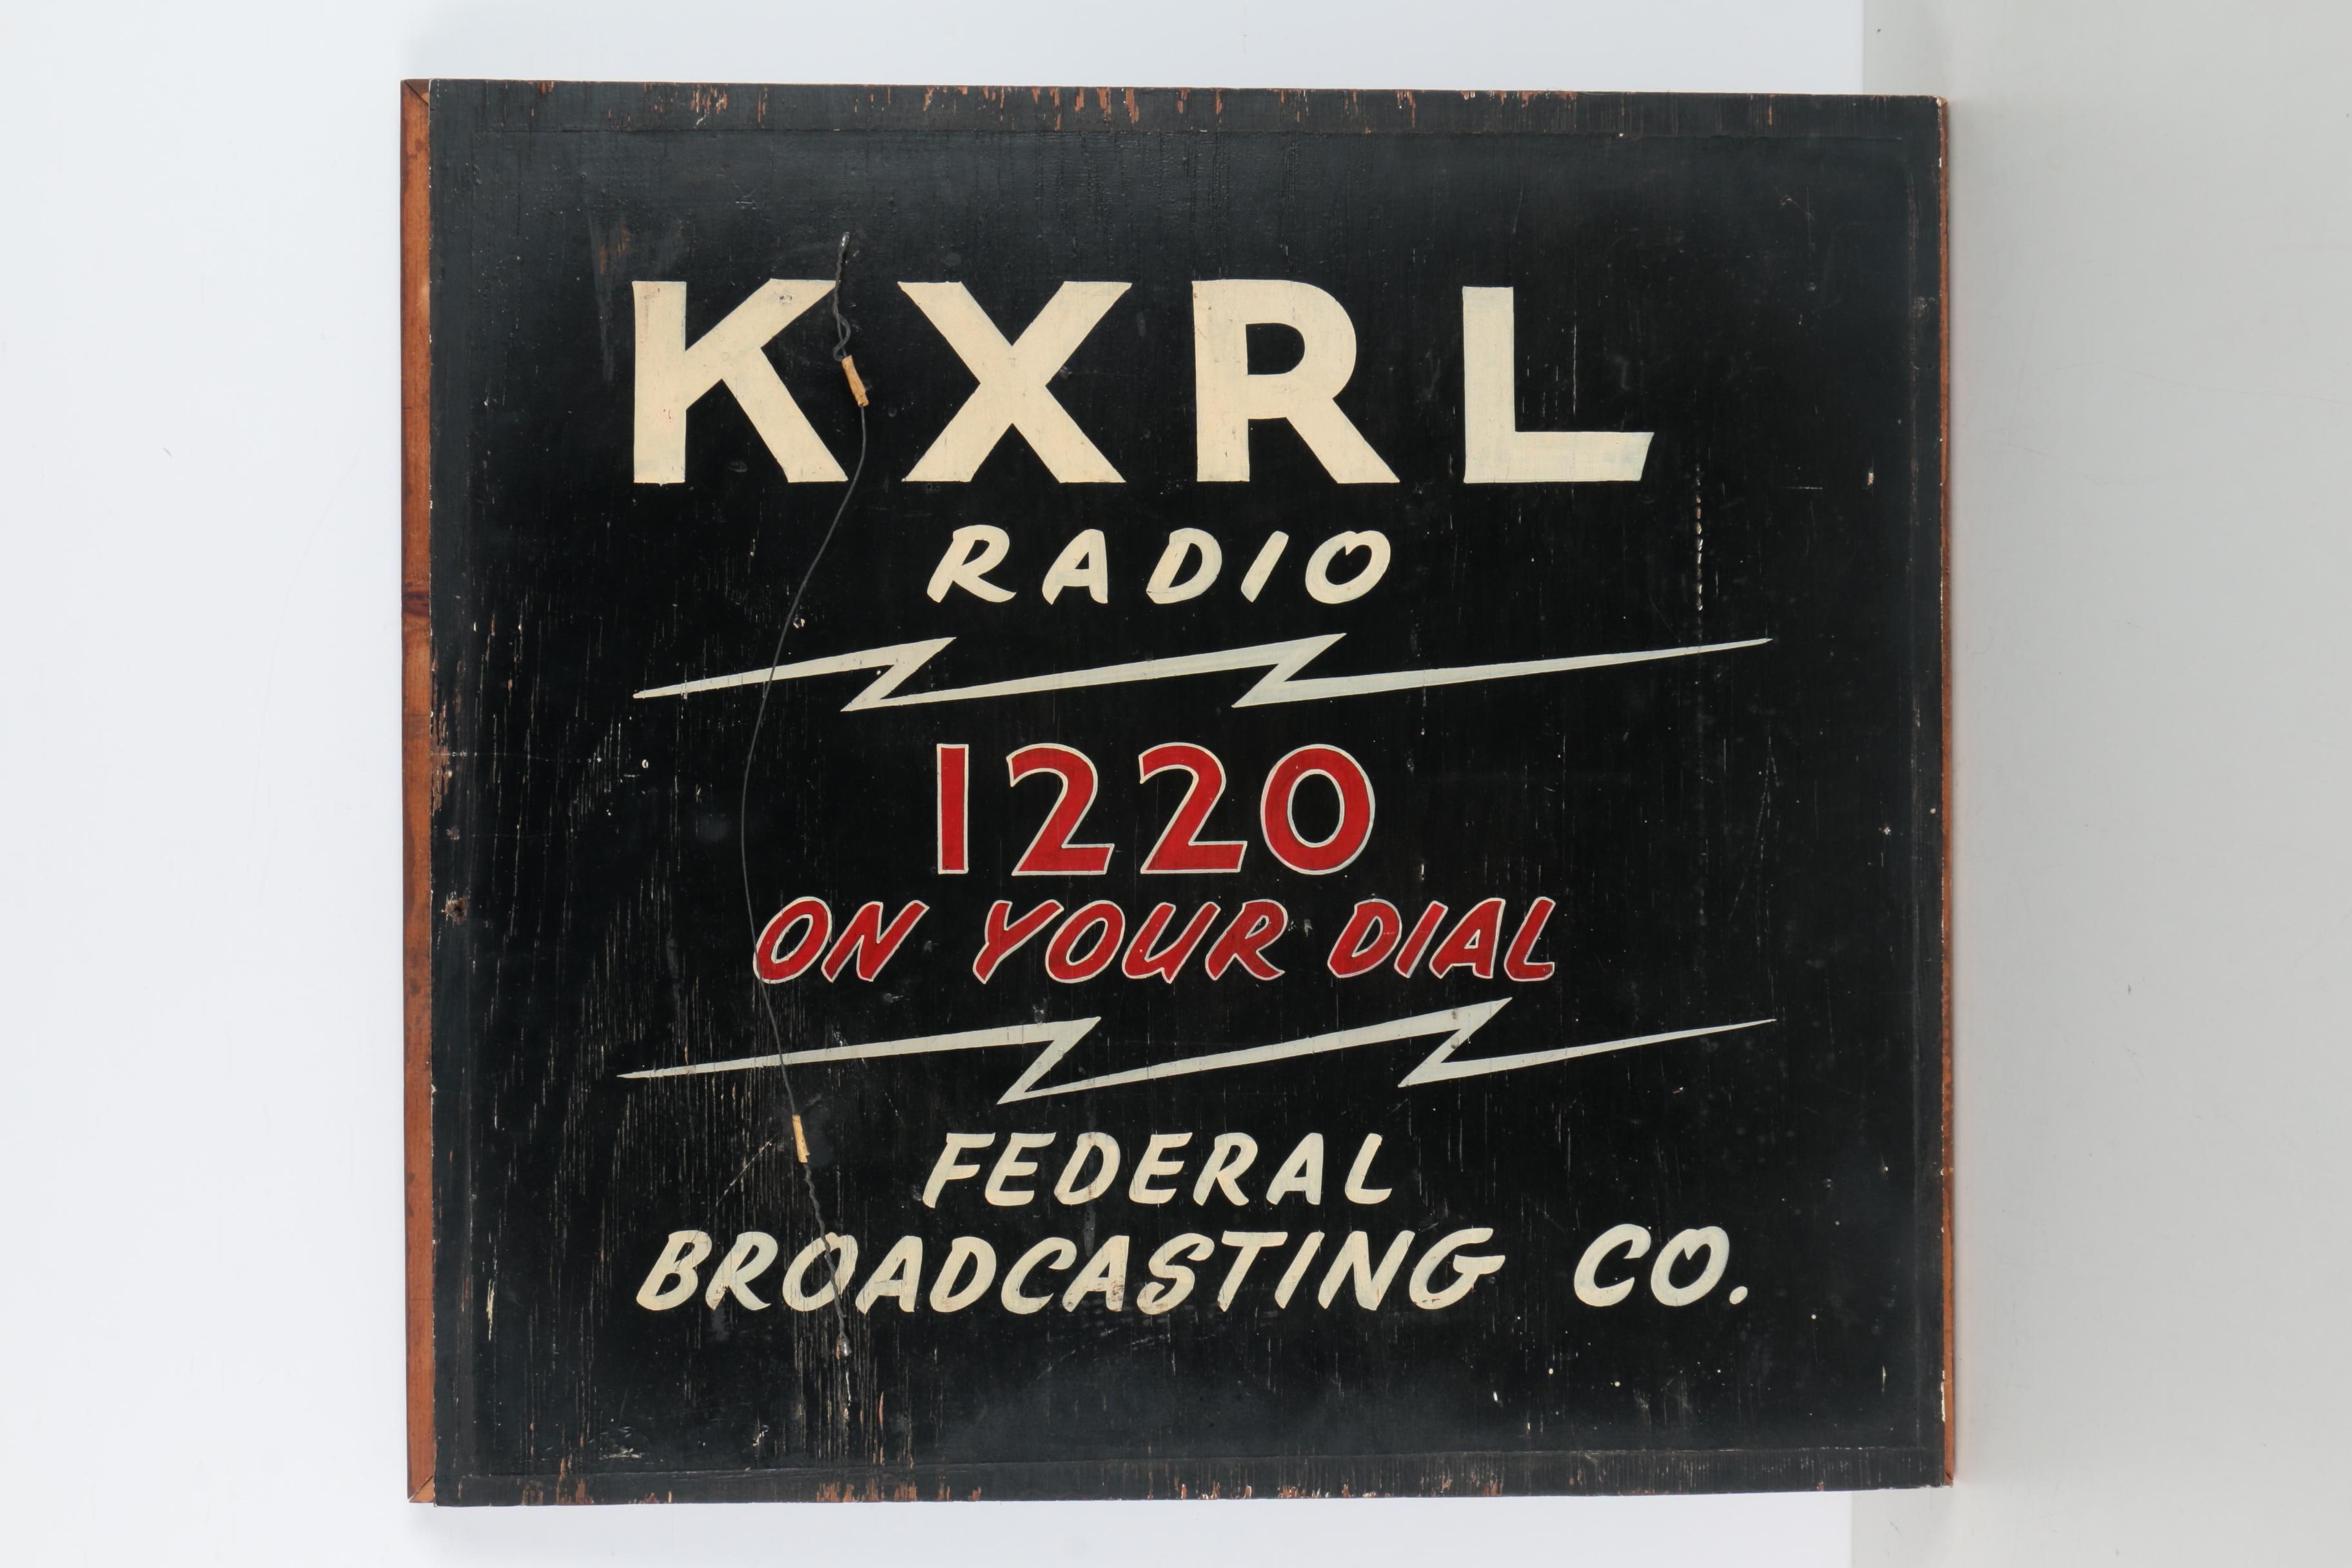 KXRL
RADIO
1220
ON YOUR DIAL
FEDERAL
BROADCASTING CO.